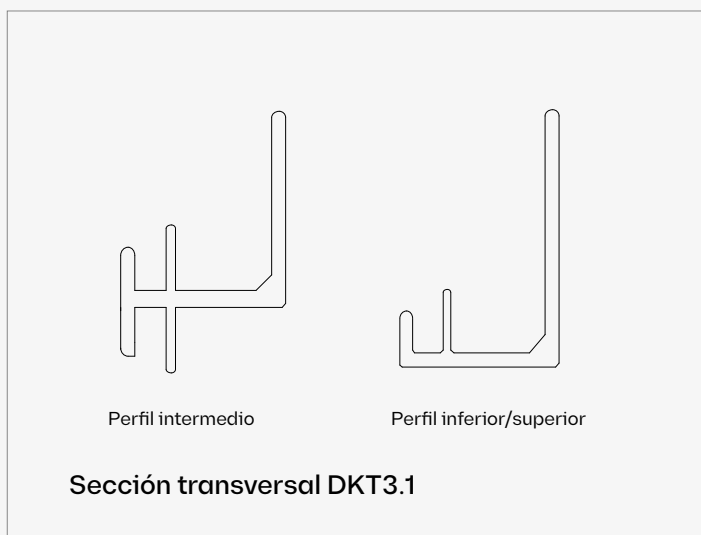 Perfil intermedio
Perfil inferior/superior
Sección transversal DKT3.1